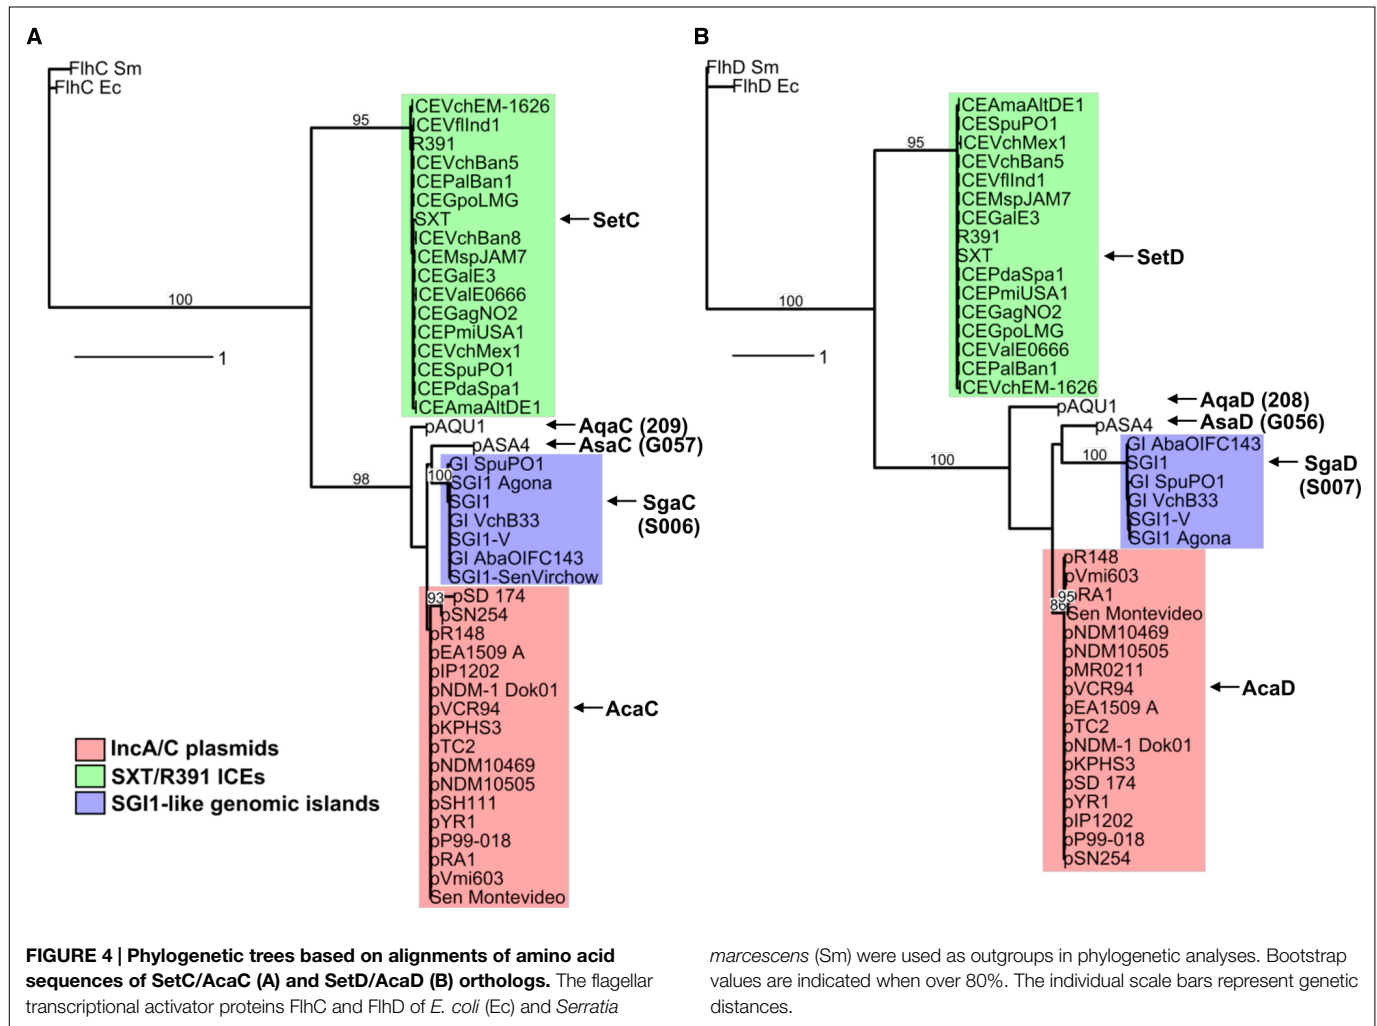 A
FlhC Sm
FlhC Ec
95
ICEVchEM-1626
ICEVflInd1
R391
ICEVchBan5
ICEPalBan1
ICEGpoLMG
SXT
ICEVchBan8
ICEMspJAM7
ICEGalE3
ICEValE0666
ICEGagNO2
ICEPmiUSA1
ICEVchMex1
ICESpuPO1
ICEPdaSpa1
ICEAmaAltDE1
SetC
100
1
pAQU1
AqaC (209)
pASA4
AsaC (G057)
98
100
GI SpuPO1
SGI1 Agona
SGI1
GI VchB33
SGI1-V
GI AbaOIFC143
SGI1-SenVirchow
SgaC
(S006)
93
pSD 174
pSN254
pR148
pEA1509 A
pIP1202
pNDM-1 Dok01
pVCR94
pKPHS3
pTC2
pNDM10469
pNDM10505
pSH111
pYR1
pP99-018
pRA1
pVmi603
Sen Montevideo
AcaC
IncA/C plasmids
SXT/R391 ICEs
SGI1-like genomic islands
B
FlhD Sm
FlhD Ec
95
ICEAmaAltDE1
ICESpuPO1
ICEVchMex1
ICEVchBan5
ICEVflInd1
ICEMspJAM7
ICEGalE3
R391
SXT
ICEPdaSpa1
ICEPmiUSA1
ICEGagNO2
ICEGpoLMG
ICEValE0666
ICEPalBan1
ICEVchEM-1626
SetD
100
1
pAQU1
AqaD (208)
pASA4
AsaD (G056)
100
100
GI AbaOIFC143
SGI1
GI SpuPO1
GI VchB33
SGI1-V
SGI1 Agona
SgaD
(S007)
pR148
pVmi603
95
pRA1
86
Sen Montevideo
pNDM10469
pNDM10505
pMR0211
pVCR94
pEA1509 A
pTC2
pNDM-1 Dok01
pKPHS3
pSD 174
pYR1
pIP1202
pP99-018
pSN254
AcaD
FIGURE 4 | Phylogenetic trees based on alignments of amino acid
sequences of SetC/AcaC (A) and SetD/AcaD (B) orthologs. The flagellar
transcriptional activator proteins FlhC and FlhD of E. coli (Ec) and Serratia
marcescens (Sm) were used as outgroups in phylogenetic analyses. Bootstrap
values are indicated when over 80%. The individual scale bars represent genetic
distances.